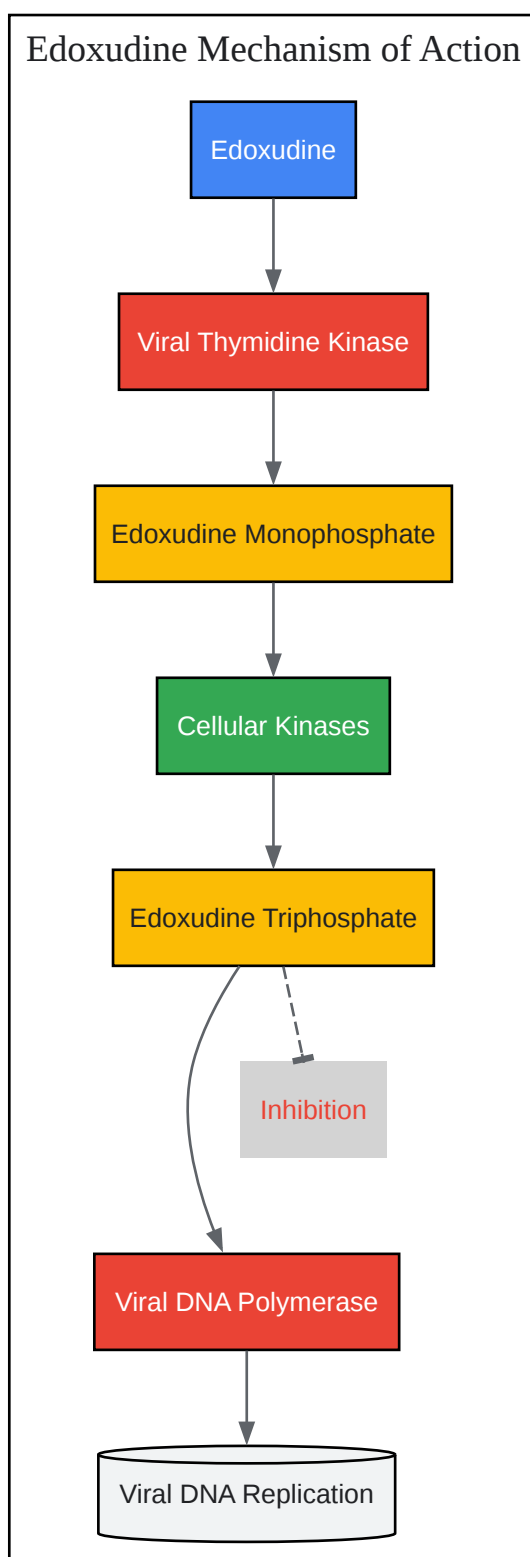 Edoxudine Mechanism of Action
Edoxudine
Viral Thymidine Kinase
Edoxudine Monophosphate
Cellular Kinases
Edoxudine Triphosphate
Inhibition
Viral DNA Polymerase
Viral DNA Replication